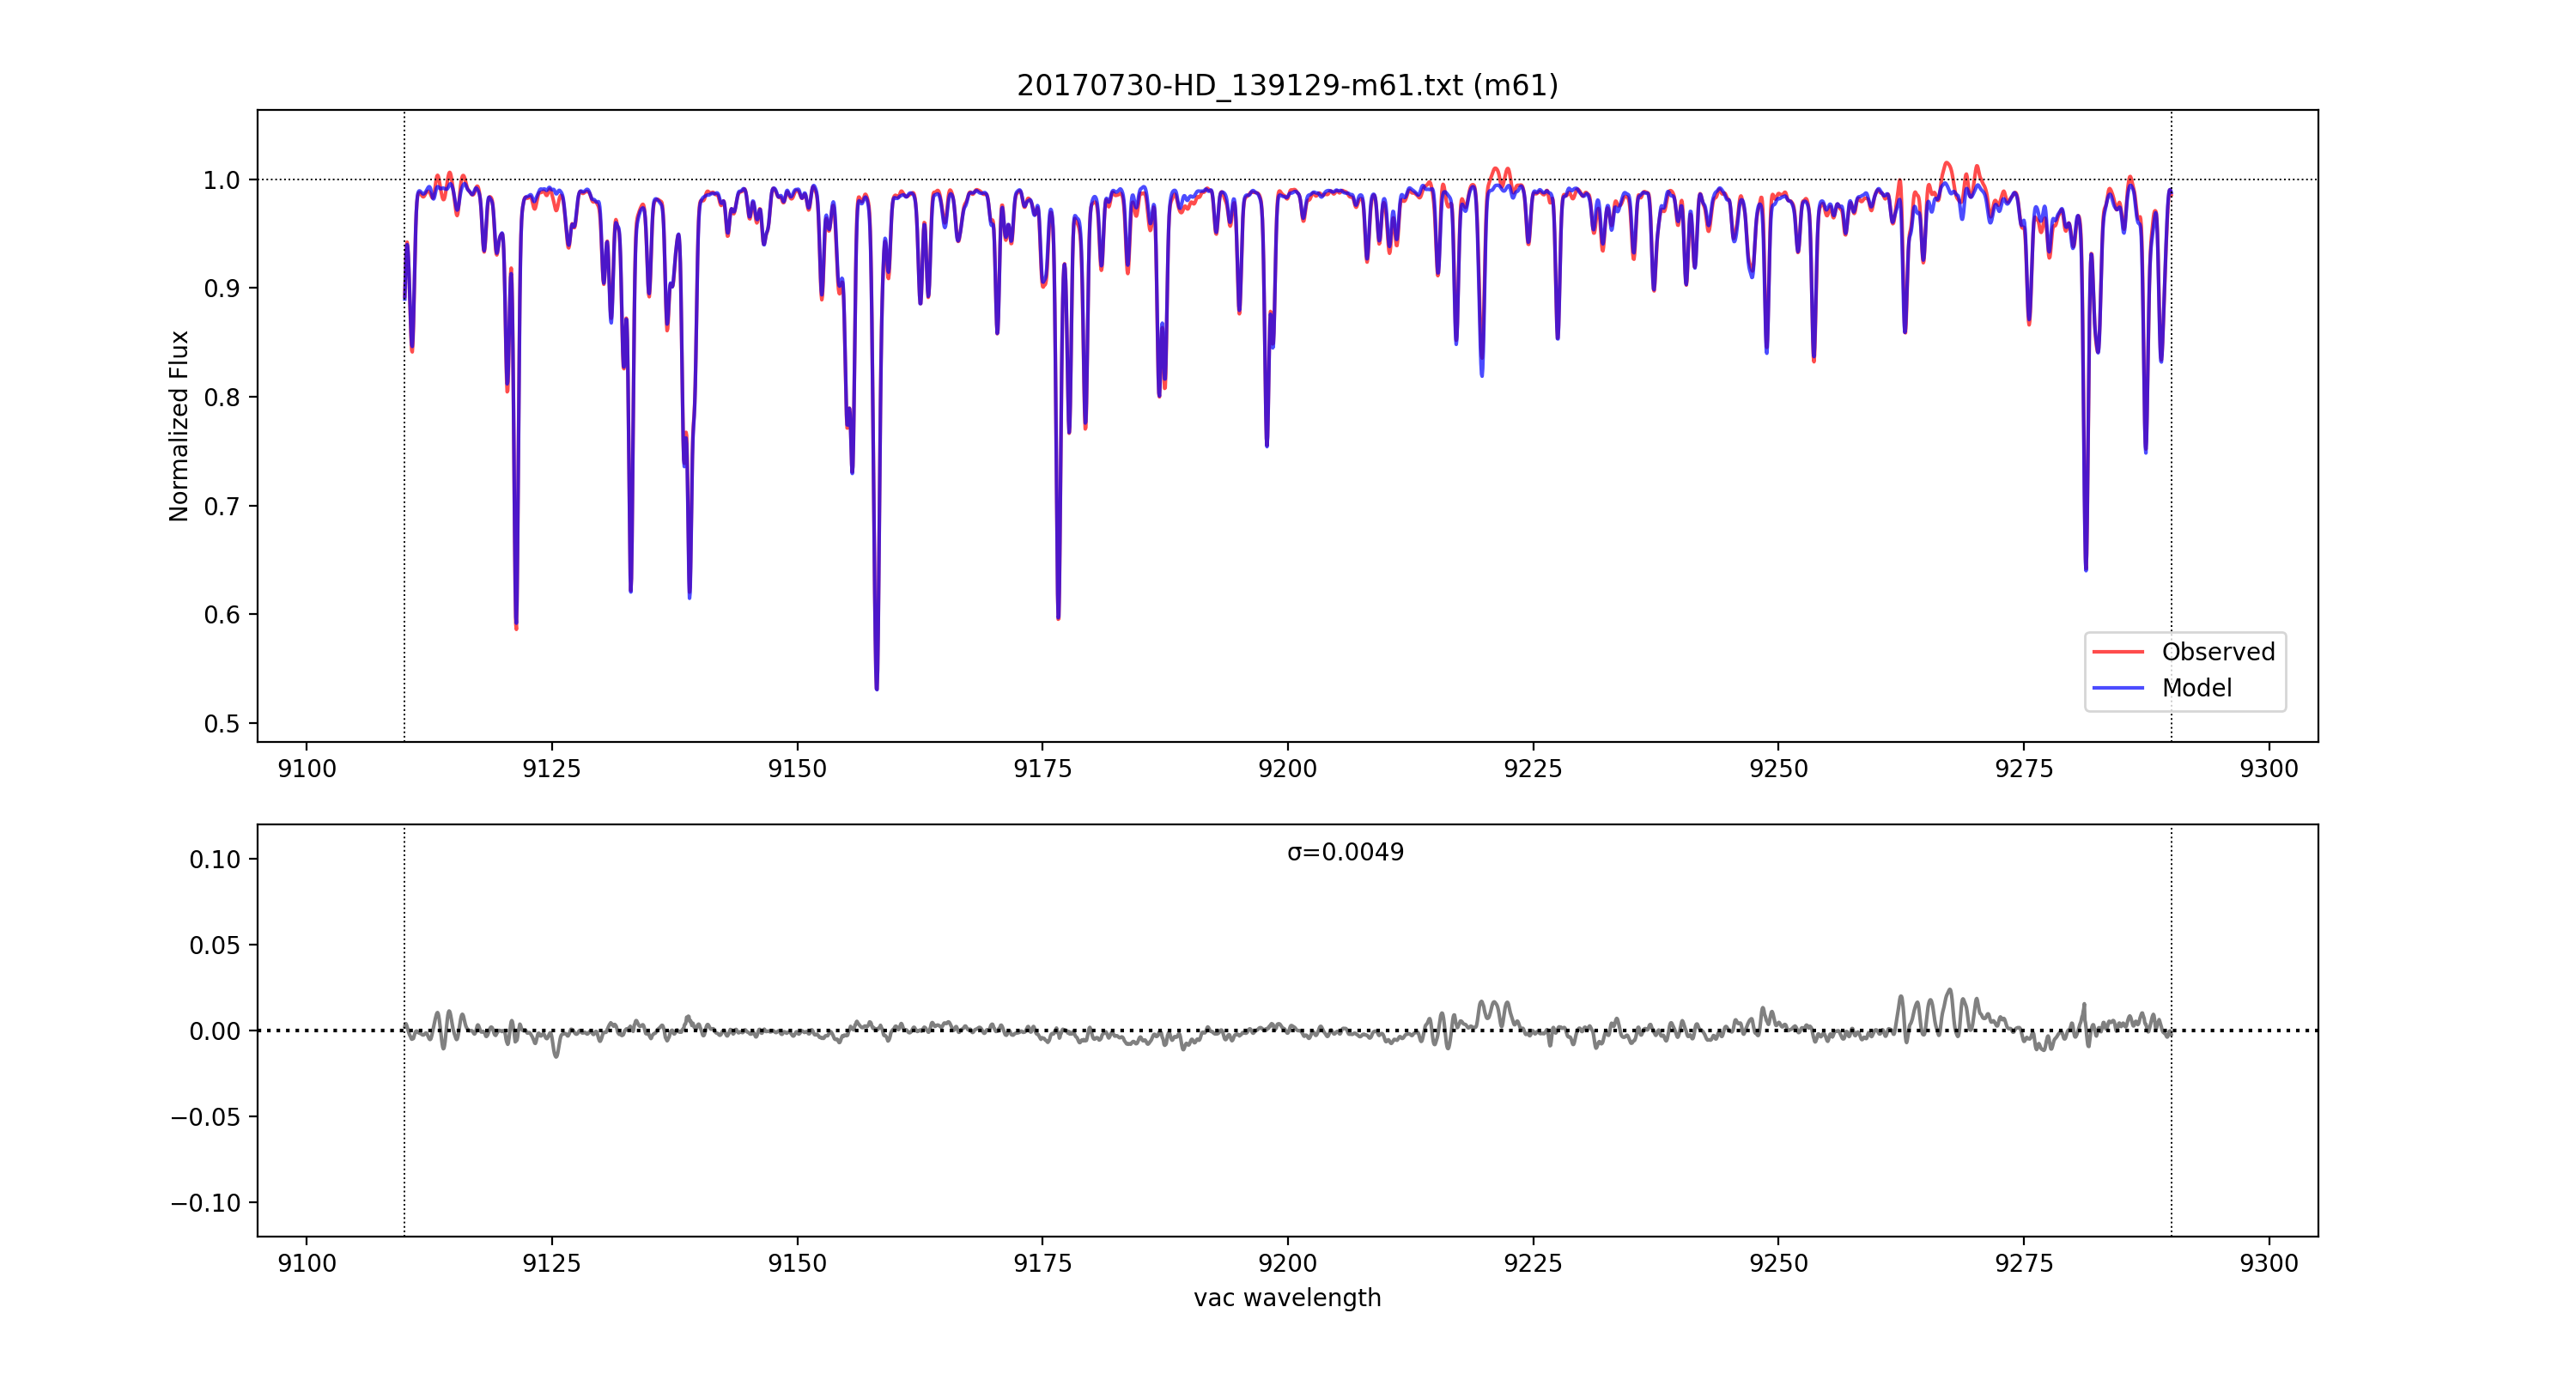 20170730-HD_139129-m61.txt (m61)
Normalized Flux
1.0
0.9
0.8
0.7
0.6
0.5
Observed
Model
9100 9125 9150 9175 9200 9225 9250 9275 9300
σ=0.0049
0.10
0.05
0.00
−0.05
−0.10
9100 9125 9150 9175 9200 9225 9250 9275 9300
vac wavelength